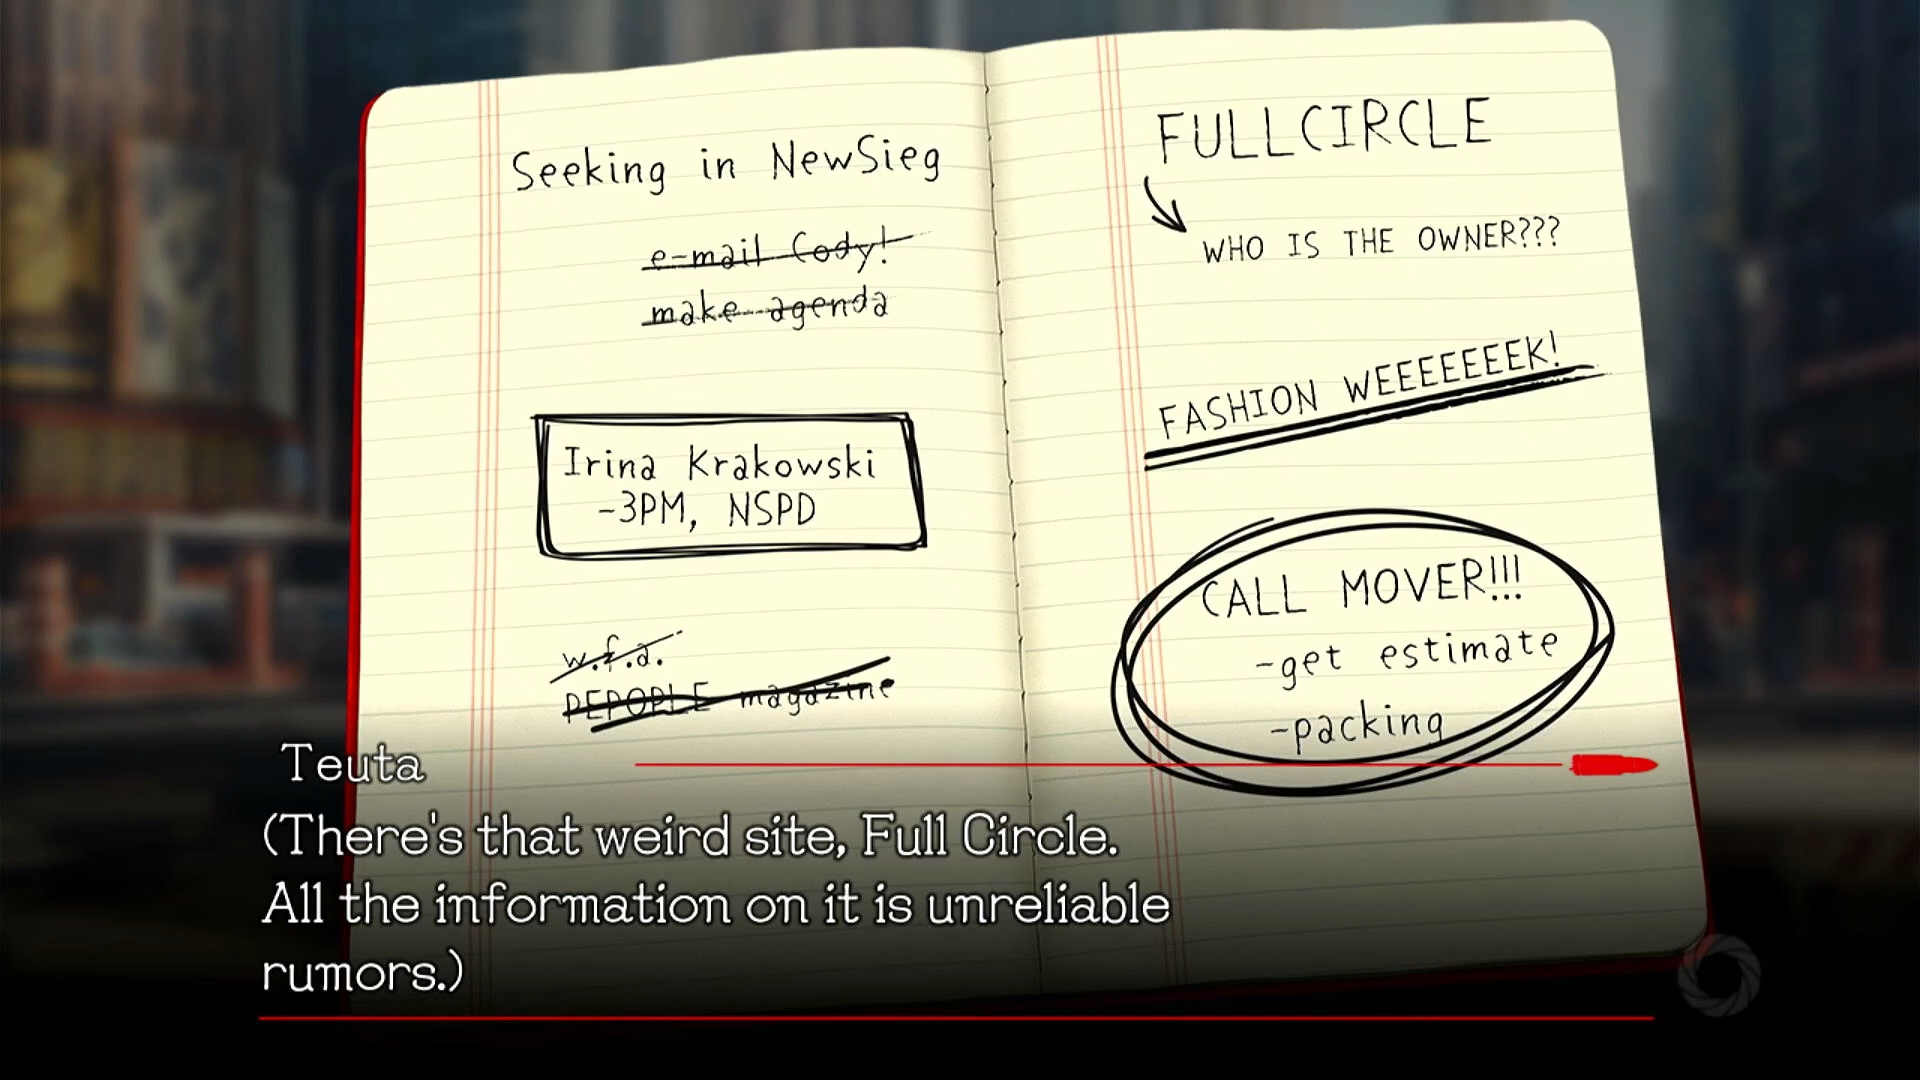 Seeking in NewSieg
e-mail Cody!
make agenda
Irina Krakowski
-3PM, NSPD
w.f.a.
PEPOPLE magazine
FULLCIRCLE
WHO IS THE OWNER???
FASHION WEEEEEEEK!
CALL MOVER!!!
-get estimate
-packing
Teuta
(There's that weird site, Full Circle.
All the information on it is unreliable
rumors.)